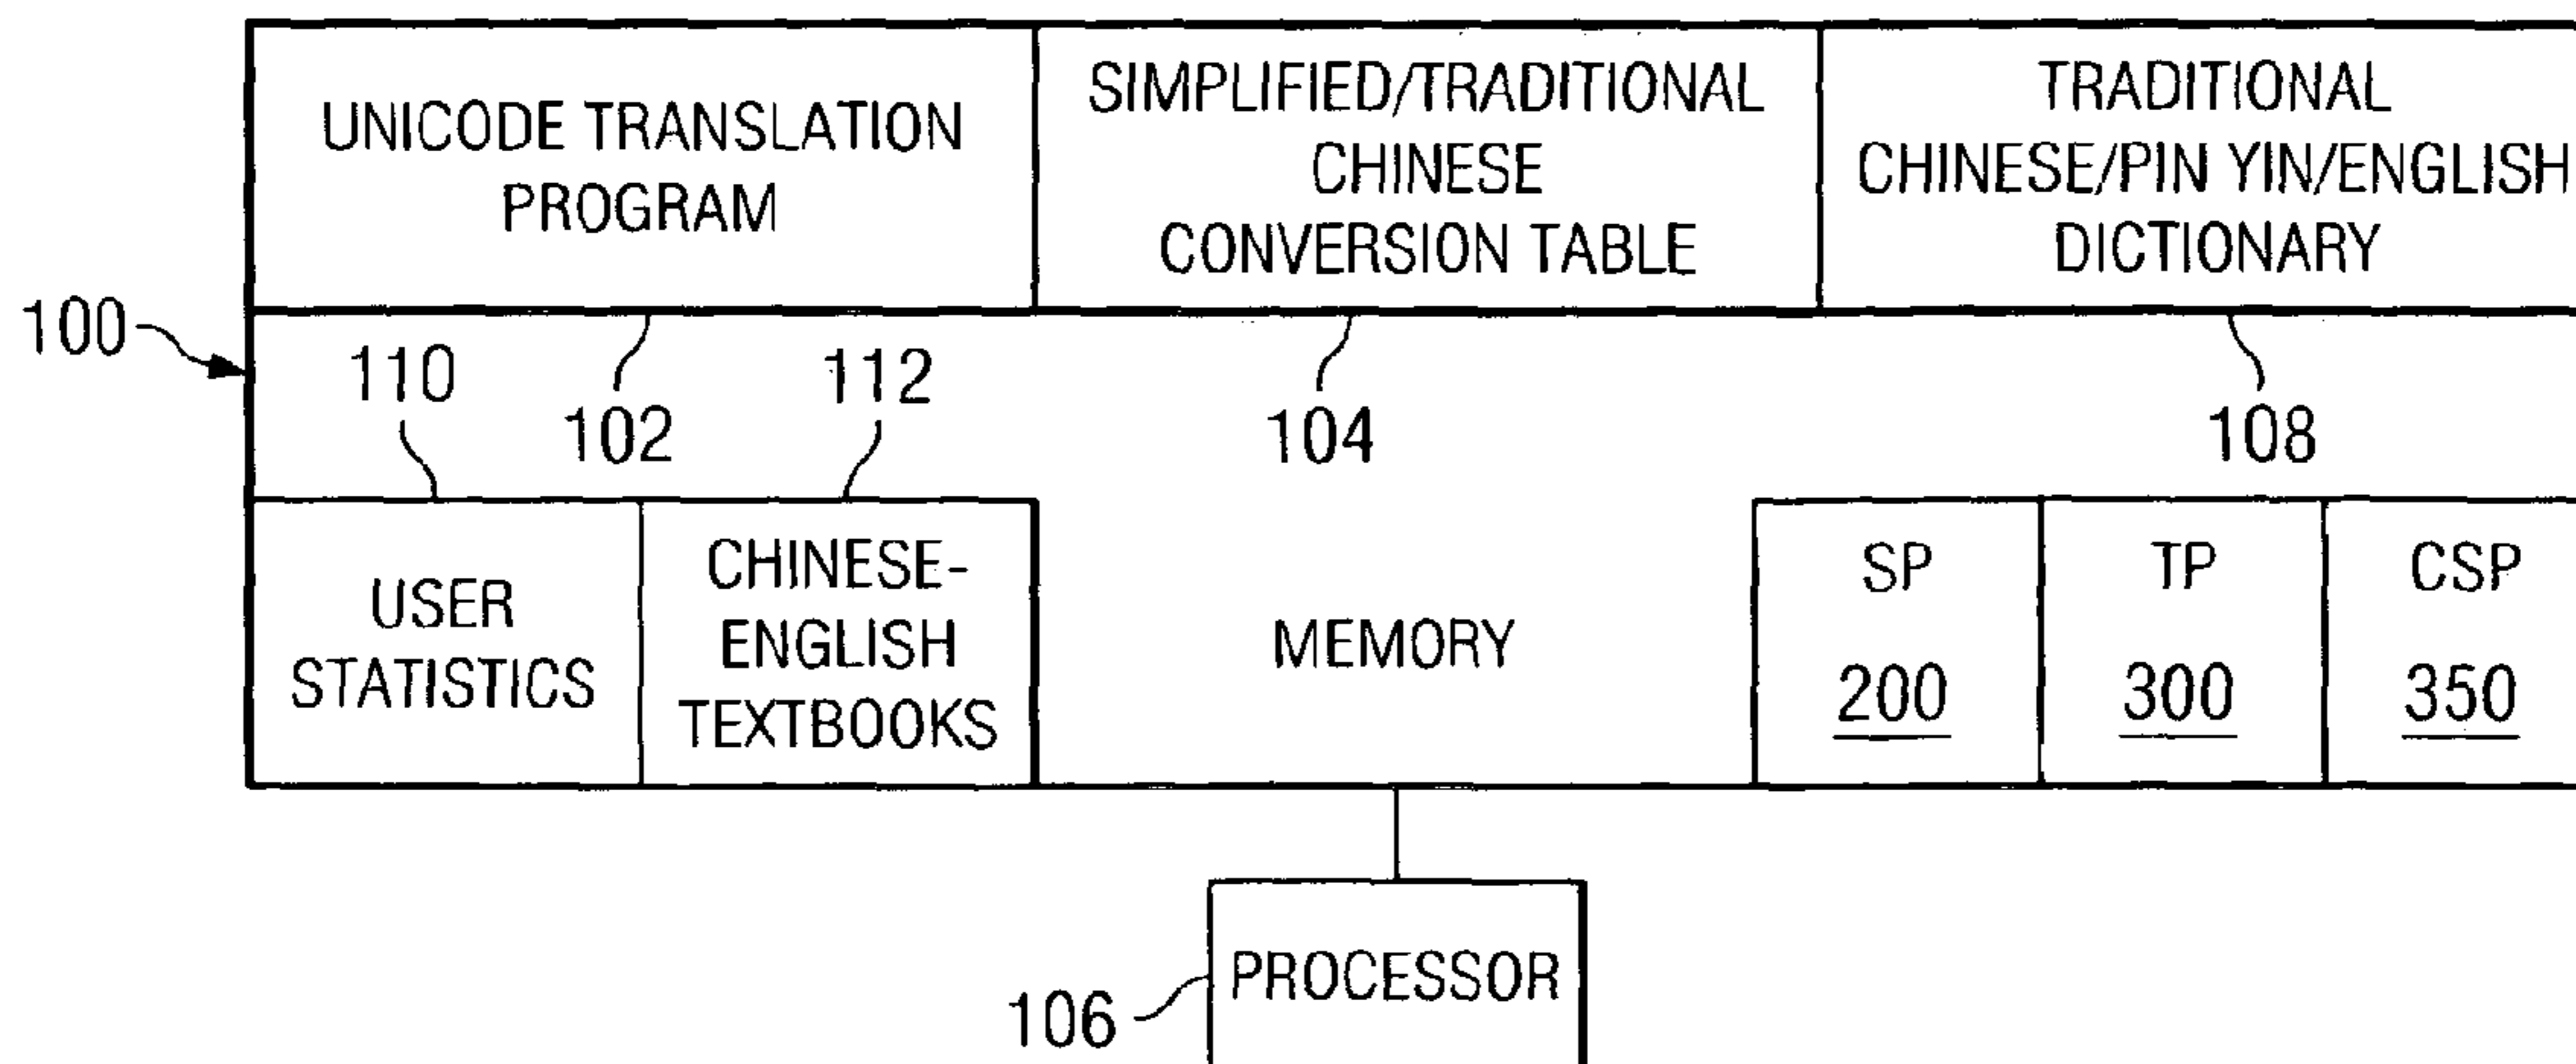 UNICODE TRANSLATION
PROGRAM
SIMPLIFIED/TRADITIONAL
CHINESE
CONVERSION TABLE
TRADITIONAL
CHINESE/PIN YIN/ENGLISH
DICTIONARY
100
110
102
112
104
108
USER
STATISTICS
CHINESE-
ENGLISH
TEXTBOOKS
MEMORY
SP
200
TP
300
CSP
350
PROCESSOR
106